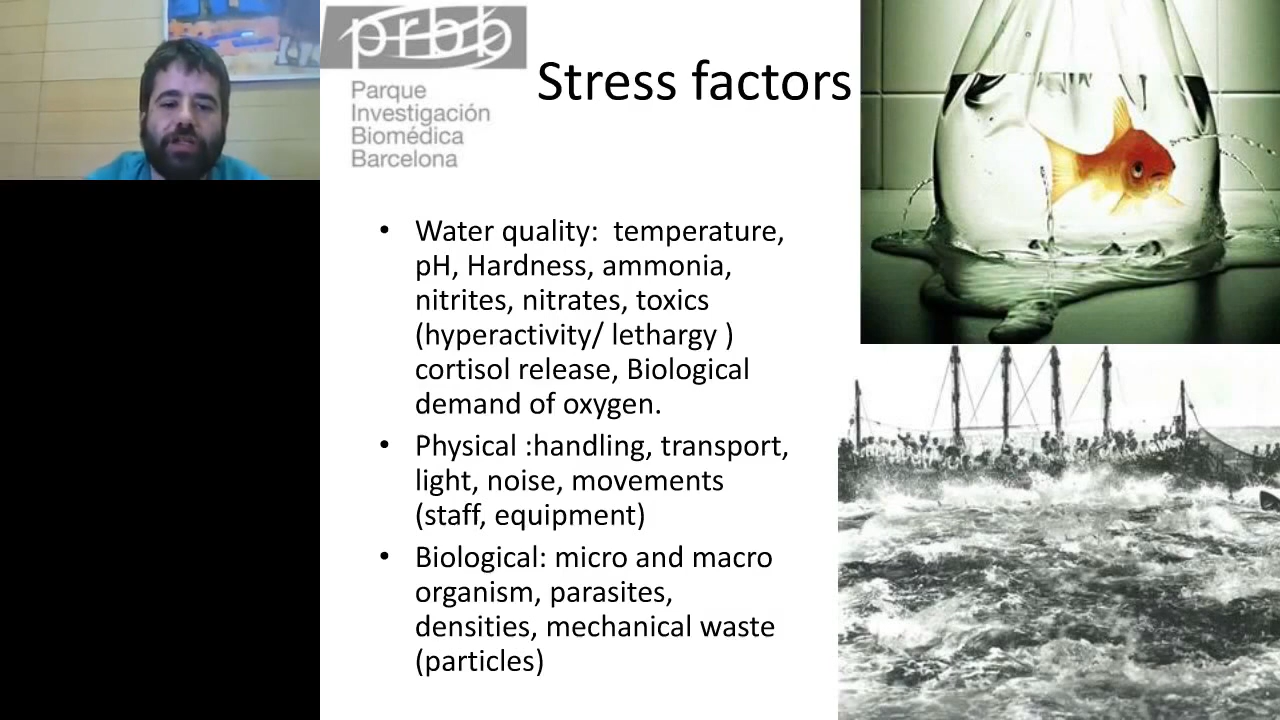 prbb
Parque
Investigación
Biomédica
Barcelona
Stress factors
• Water quality:  temperature,
pH, Hardness, ammonia,
nitrites, nitrates, toxics
(hyperactivity/ lethargy )
cortisol release, Biological
demand of oxygen.
• Physical :handling, transport,
light, noise, movements
(staff, equipment)
• Biological: micro and macro
organism, parasites,
densities, mechanical waste
(particles)